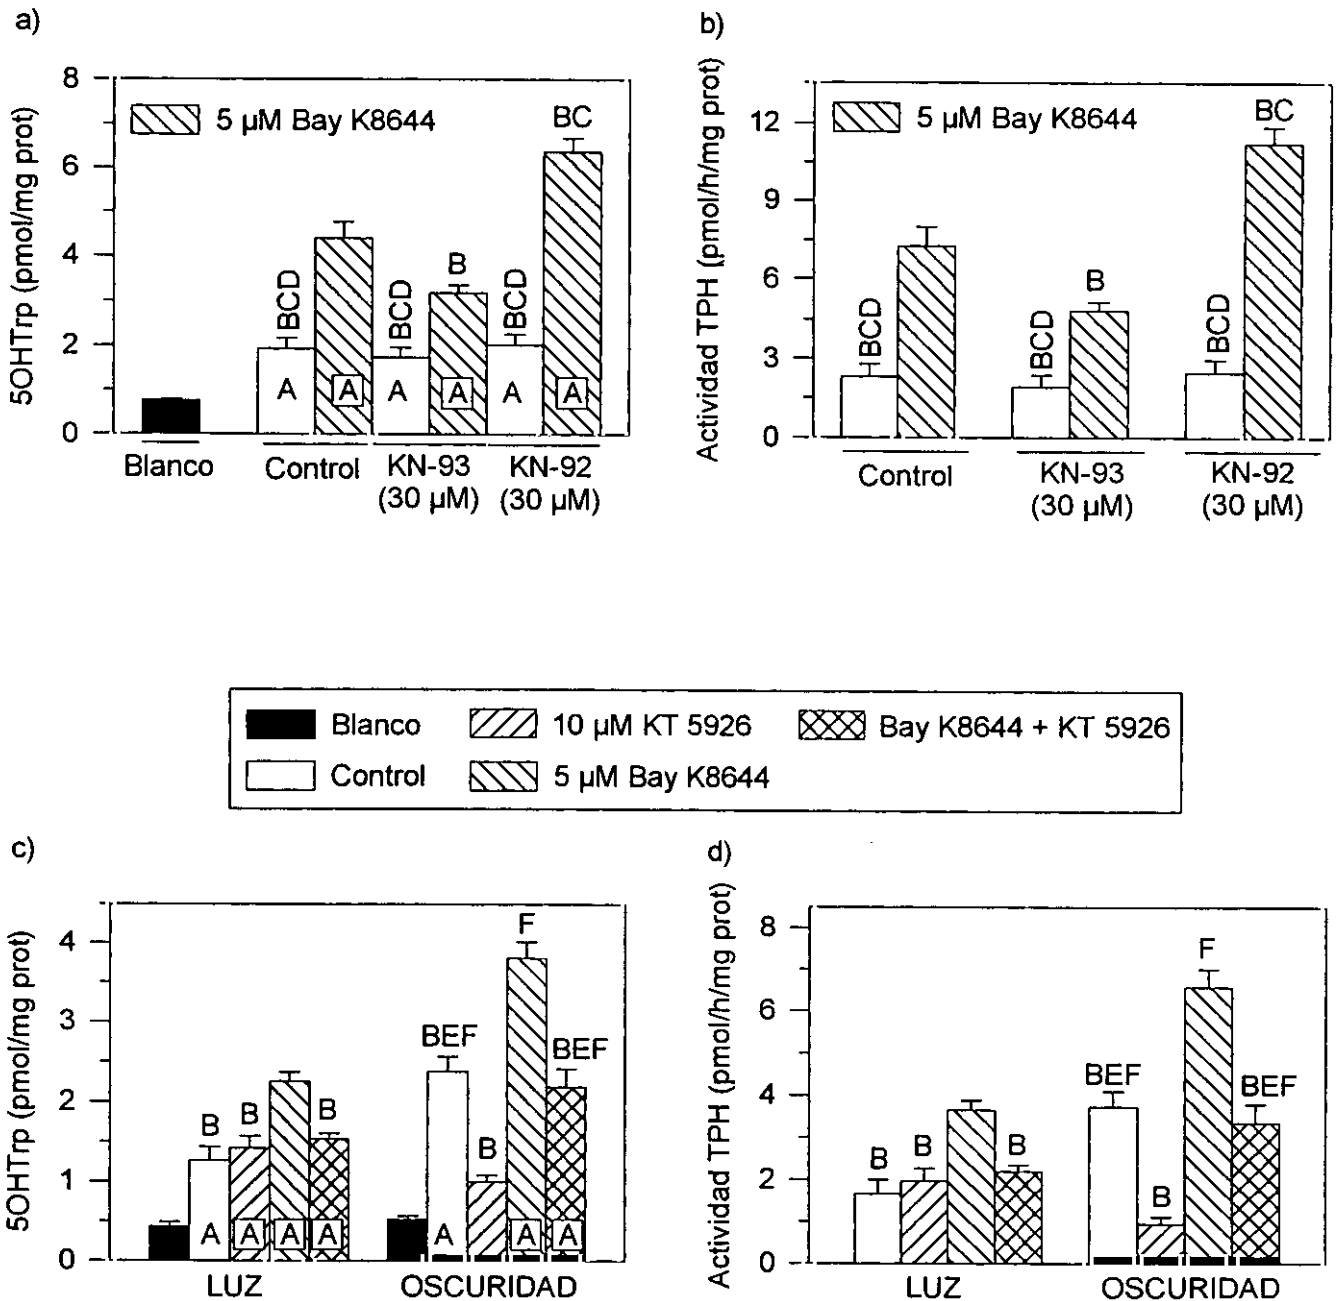 a)
5OHTrp (pmol/mg prot)
8
6
4
2
0
5 µM Bay K8644
BCD
BCD
B
BCD
BC
A
A
A
A
A
A
Blanco
Control
KN-93
(30 µM)
KN-92
(30 µM)
b)
Actividad TPH (pmol/h/mg prot)
12
9
6
3
0
5 µM Bay K8644
BCD
BCD
B
BCD
BC
Control
KN-93
(30 µM)
KN-92
(30 µM)
Blanco
10 µM KT 5926
Bay K8644 + KT 5926
Control
5 µM Bay K8644
c)
5OHTrp (pmol/mg prot)
4
3
2
1
0
B
B
B
BEF
B
F
BEF
A
A
A
A
A
A
A
LUZ
OSCURIDAD
d)
Actividad TPH (pmol/h/mg prot)
8
6
4
2
0
B
B
B
BEF
B
F
BEF
LUZ
OSCURIDAD